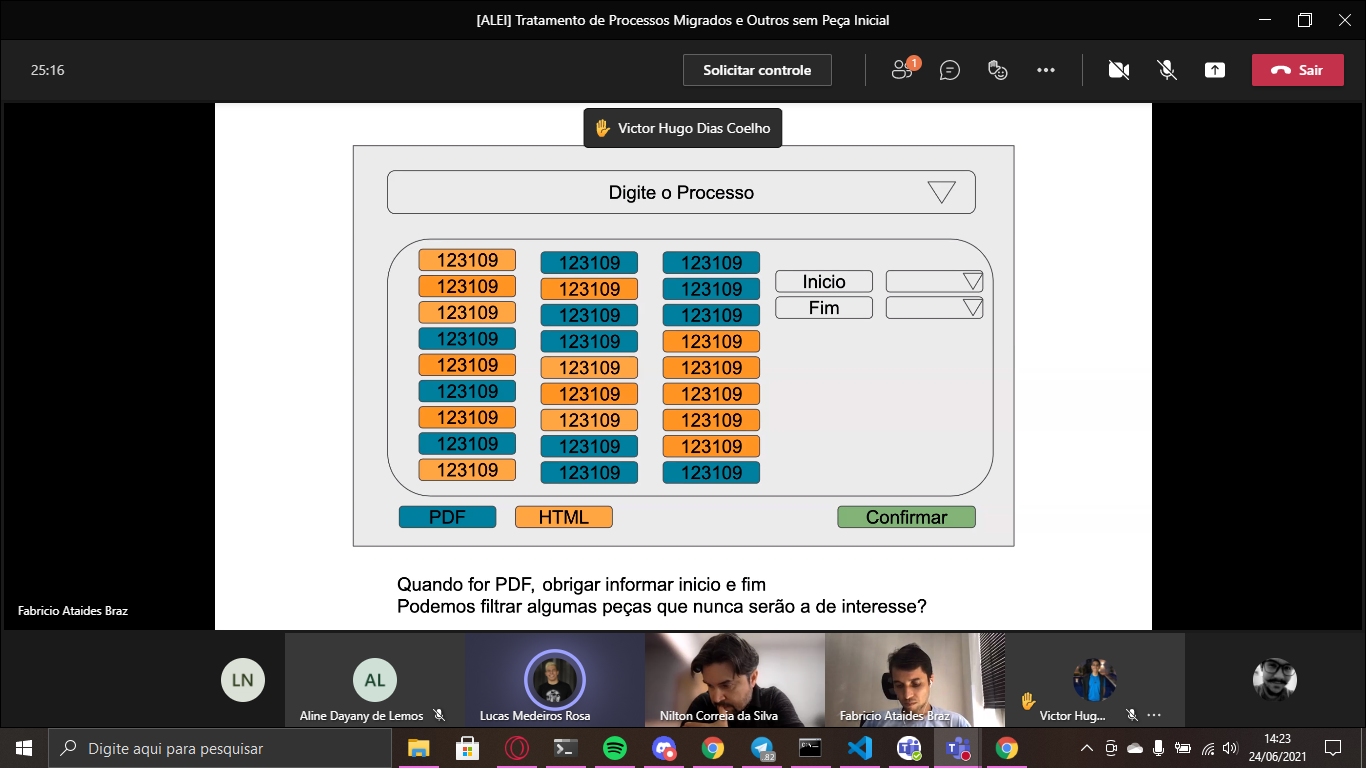 [ALEI] Tratamento de Processos Migrados e Outros sem Peça Inicial
25:16
Solicitar controle
1
Sair
Victor Hugo Dias Coelho
Digite o Processo
123109 123109 123109
123109 123109 123109
123109 123109 123109
123109 123109 123109
123109 123109 123109
123109 123109 123109
123109 123109 123109
123109 123109 123109
123109 123109 123109
Inicio
Fim
PDF HTML Confirmar
Quando for PDF, obrigar informar inicio e fim
Podemos filtrar algumas peças que nunca serão a de interesse?
Fabricio Ataides Braz
LN
AL
Aline Dayany de Lemos
Lucas Medeiros Rosa
Nilton Correia da Silva
Fabricio Ataides Braz
Victor Hug...
Digite aqui para pesquisar
82
14:23
24/06/2021